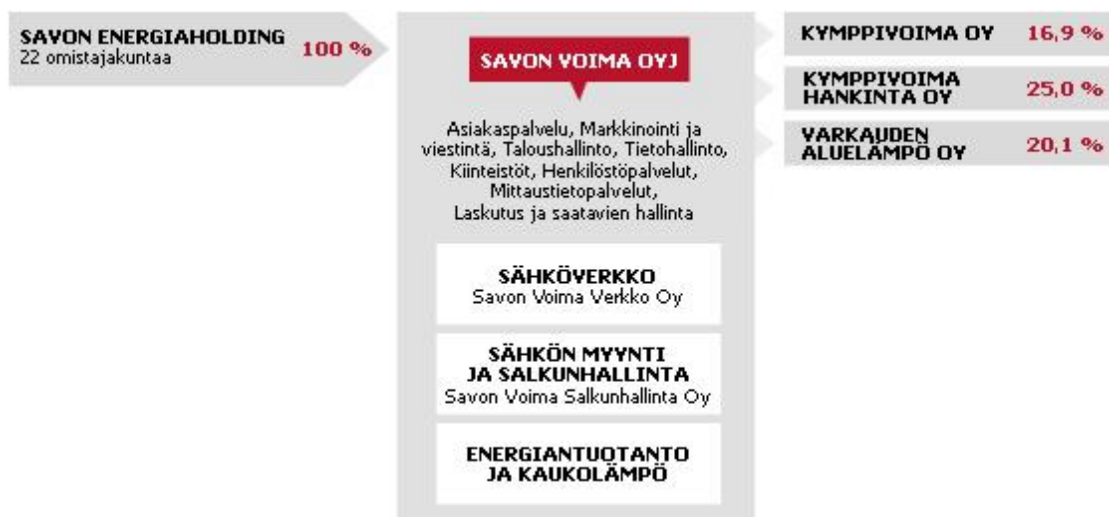 SAVON ENERGIAHOLDING
22 omistajakuntaa
100 %
SAVON VOIMA OYJ
Asiakaspalvelu, Markkinointi ja
viestintä, Taloushallinto, Tietohallinto,
Kiinteistöt, Henkilöstöpalvelut,
Mittaustietopalvelut,
Laskutus ja saatavien hallinta
SÄHKÖVERKKO
Savon Voima Verkko Oy
SÄHKÖN MYYNTI
JA SALKUNHALLINTA
Savon Voima Salkunhallinta Oy
ENERGIANTUOTANTO
JA KAUKOLÄMPÖ
KYMPPIVOIMA OY 16,9 %
KYMPPIVOIMA
HANKINTA OY
25,0 %
VARKAUDEN
ALUELÄMPÖ OY
20,1 %